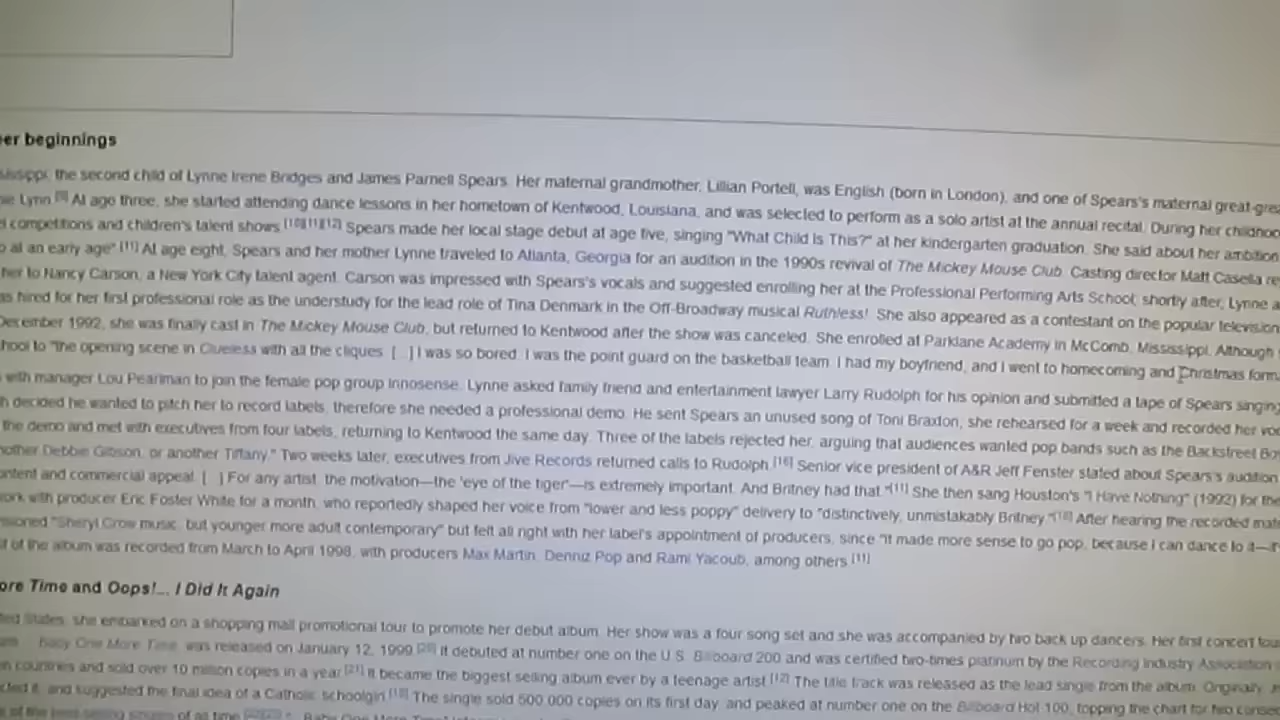 er beginnings
the second child of Lynne Irene Bridges and James Parnell Spears. Her maternal grandmother, Lillian Portell, was English (born in London), and one of Spears's maternal great-
Lynn.[9] At age three, she started attending dance lessons in her hometown of Kentwood, Louisiana, and was selected to perform as a solo artist at the annual recital. During her
competitions and children's talent shows.[10][11][12] Spears made her local stage debut at age five, singing "What Child Is This?" at her kindergarten graduation. She said about her ambition
at an early age".[11] At age eight, Spears and her mother Lynne traveled to Atlanta, Georgia for an audition in the 1990s revival of The Mickey Mouse Club. Casting director Matt Casella
her to Nancy Carson, a New York City talent agent. Carson was impressed with Spears's vocals and suggested enrolling her at the Professional Performing Arts School; shortly after, Lynne
hired for her first professional role as the understudy for the lead role of Tina Denmark in the Off-Broadway musical Ruthless! She also appeared as a contestant on the popular television
December 1992, she was finally cast in The Mickey Mouse Club, but returned to Kentwood after the show was canceled. She enrolled at Parklane Academy in McComb, Mississippi. Although
to "the opening scene in Clueless with all the cliques. [...] I was so bored. I was the point guard on the basketball team. I had my boyfriend, and I went to homecoming and Christmas
with manager Lou Pearlman to join the female pop group Innosense. Lynne asked family friend and entertainment lawyer Larry Rudolph for his opinion and submitted a tape of Spears singing
decided he wanted to pitch her to record labels, therefore she needed a professional demo. He sent Spears an unused song of Toni Braxton; she rehearsed for a week and recorded her
the demo and met with executives from four labels, returning to Kentwood the same day. Three of the labels rejected her, arguing that audiences wanted pop bands such as the Backstreet
Debbie Gibson, or another Tiffany." Two weeks later, executives from Jive Records returned calls to Rudolph.[16] Senior vice president of A&R Jeff Fenster stated about Spears's audition
and commercial appeal. [...] For any artist, the motivation—the 'eye of the tiger'—is extremely important. And Britney had that."[11] She then sang Houston's "I Have Nothing" (1992) for
with producer Eric Foster White for a month, who reportedly shaped her voice from "lower and less poppy" delivery to "distinctively, unmistakably Britney."[18] After hearing the recorded
"Sheryl Crow music, but younger more adult contemporary" but felt all right with her label's appointment of producers, since "It made more sense to go pop, because I can dance to it—
of the album was recorded from March to April 1998, with producers Max Martin, Denniz Pop and Rami Yacoub, among others.[11]
ore Time and Oops!... I Did It Again
States, she embarked on a shopping mall promotional tour to promote her debut album. Her show was a four song set and she was accompanied by two back up dancers. Her first concert
Baby One More Time, was released on January 12, 1999.[20] It debuted at number one on the U.S. Billboard 200 and was certified two-times platinum by the Recording Industry Association
countries and sold over 10 million copies in a year.[21] It became the biggest selling album ever by a teenage artist.[12] The title track was released as the lead single from the album. Originally,
it, and suggested the final idea of a Catholic schoolgirl.[18] The single sold 500,000 copies on its first day, and peaked at number one on the Billboard Hot 100, topping the chart for two
of the best-selling singles of all time